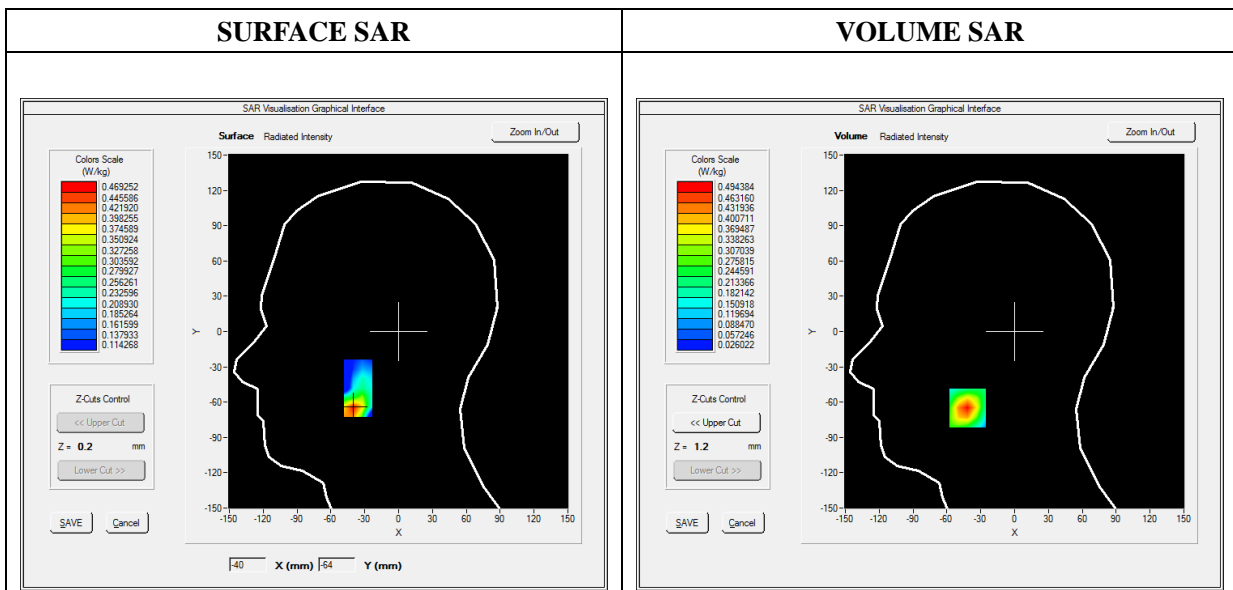 SURFACE SAR
SAR Visualisation Graphical Interface
Surface Radiated Intensity
Zoom In/Out
Colors Scale
(W/kg)
0.469252
0.445586
0.421920
0.398255
0.374589
0.350924
0.327258
0.303592
0.279927
0.256261
0.232596
0.208930
0.185264
0.161599
0.137933
0.114268
Z-Cuts Control
<< Upper Cut
Z = 0.2 mm
Lower Cut >>
SAVE Cancel
150
120
90
60
30
0
-30
-60
-90
-120
-150
Y
-150 -120 -90 -60 -30 0 30 60 90 120 150
X
-40 X (mm) -64 Y (mm)
VOLUME SAR
SAR Visualisation Graphical Interface
Volume Radiated Intensity
Zoom In/Out
Colors Scale
(W/kg)
0.494384
0.463160
0.431936
0.400711
0.369487
0.338263
0.307039
0.275815
0.244591
0.213366
0.182142
0.150918
0.119694
0.088470
0.057246
0.026022
Z-Cuts Control
<< Upper Cut
Z = 1.2 mm
Lower Cut >>
SAVE Cancel
150
120
90
60
30
0
-30
-60
-90
-120
-150
Y
-150 -120 -90 -60 -30 0 30 60 90 120 150
X